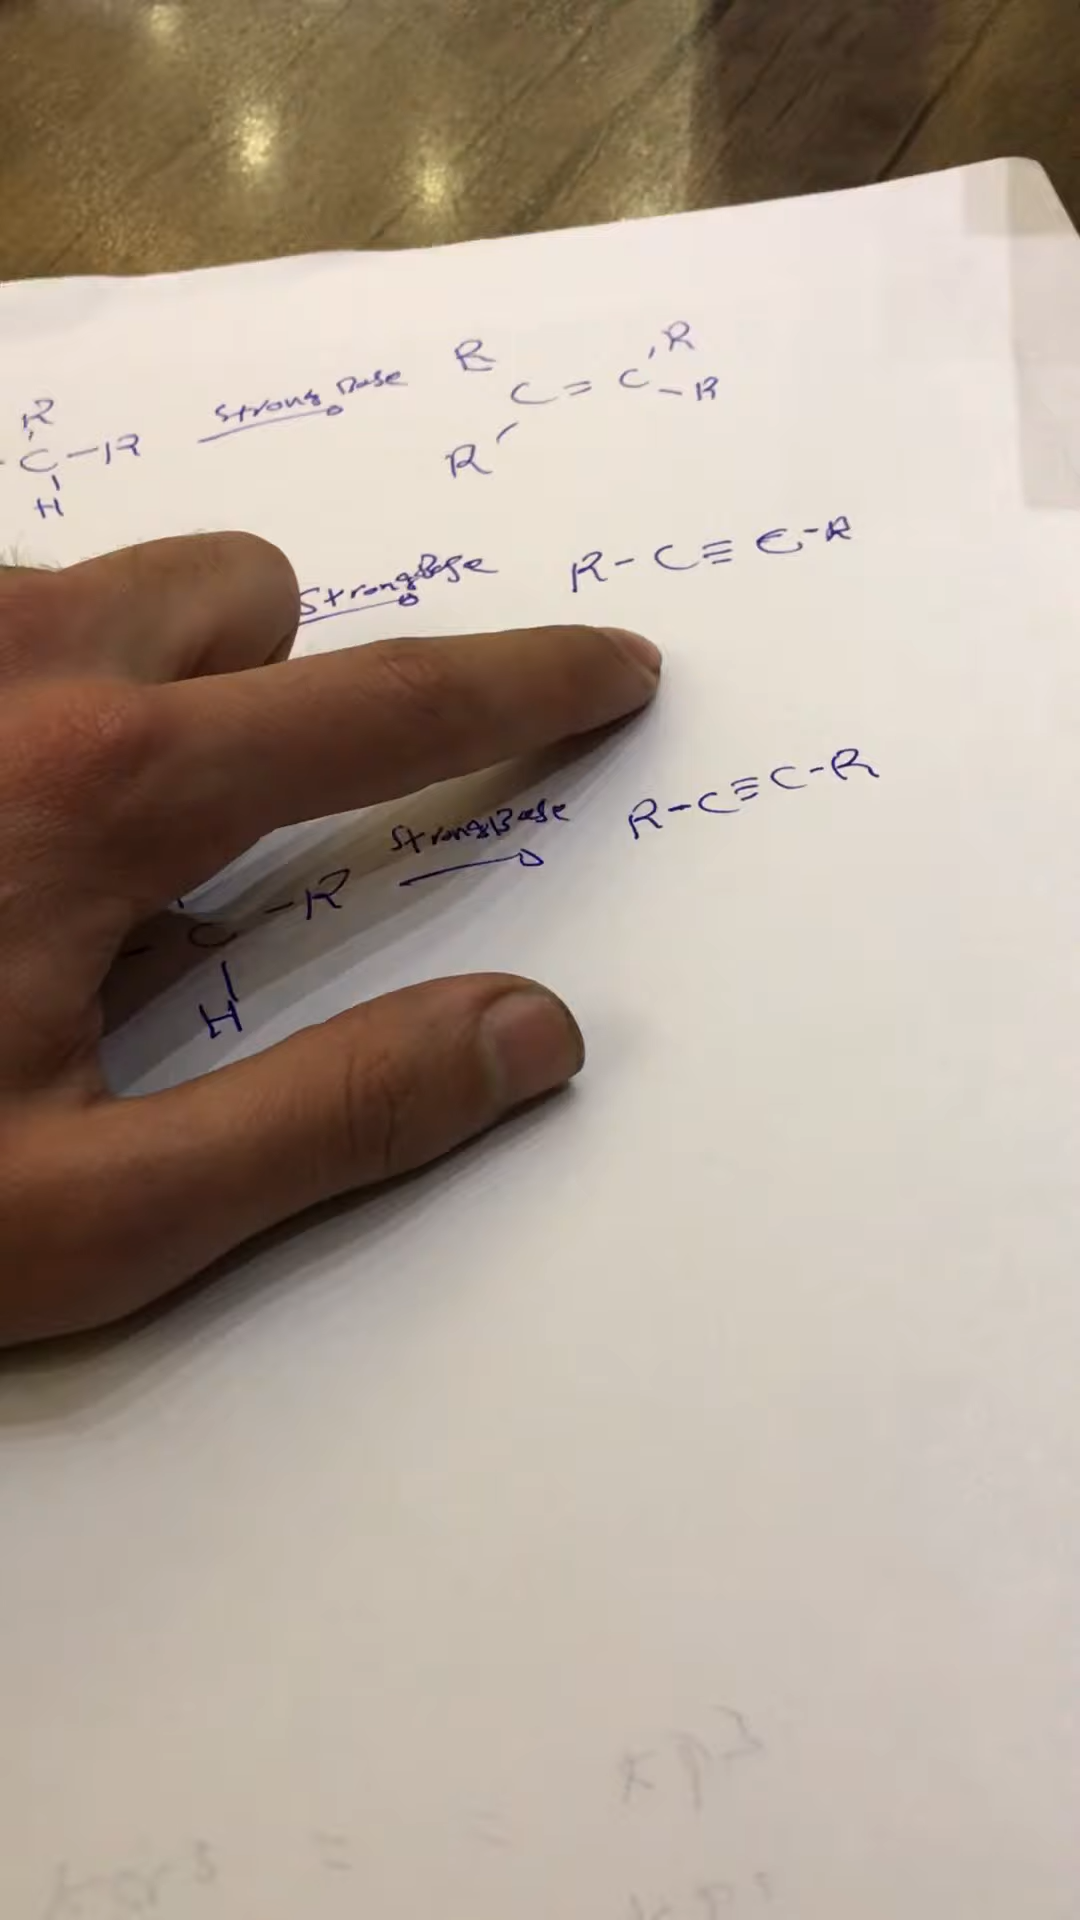 R
C-R
H
Strong Base
R
R
C=C
R
-R
Strong Base
R-C≡C-R
-C-R
H
Strong Base
R-C≡C-R